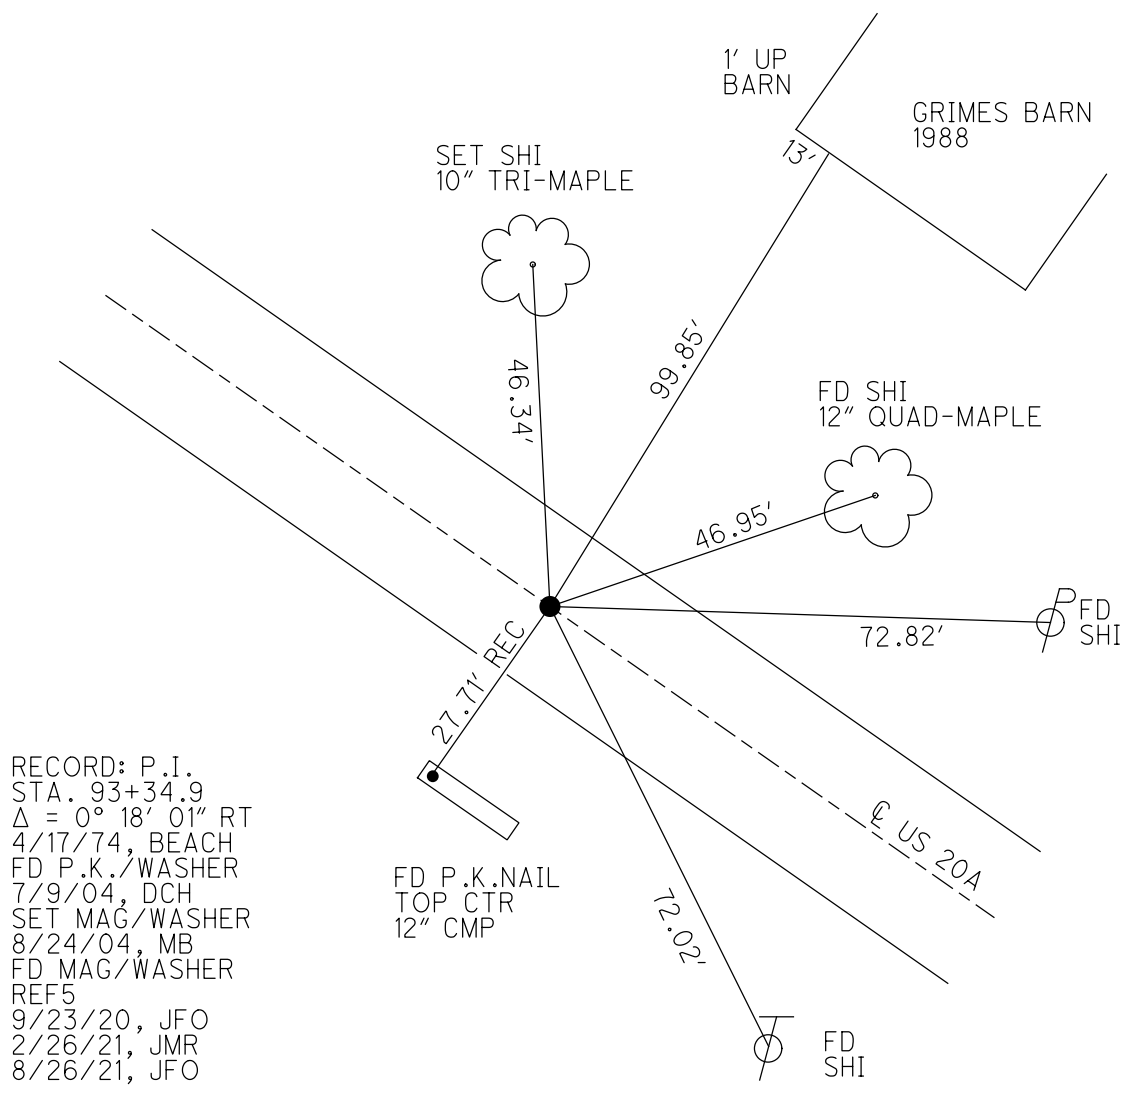 1' UP
BARN
GRIMES BARN
1988
13'
SET SHI
10" TRI-MAPLE
46.34'
99.85'
FD SHI
12" QUAD-MAPLE
46.95'
72.82'
P
FD
SHI
27.71' REC
℄ US 20A
72.02'
FD P.K.NAIL
TOP CTR
12" CMP
FD
SHI
RECORD: P.I.
STA. 93+34.9
Δ = 0° 18' 01" RT
4/17/74, BEACH
FD P.K./WASHER
7/9/04, DCH
SET MAG/WASHER
8/24/04, MB
FD MAG/WASHER
REF5
9/23/20, JFO
2/26/21, JMR
8/26/21, JFO